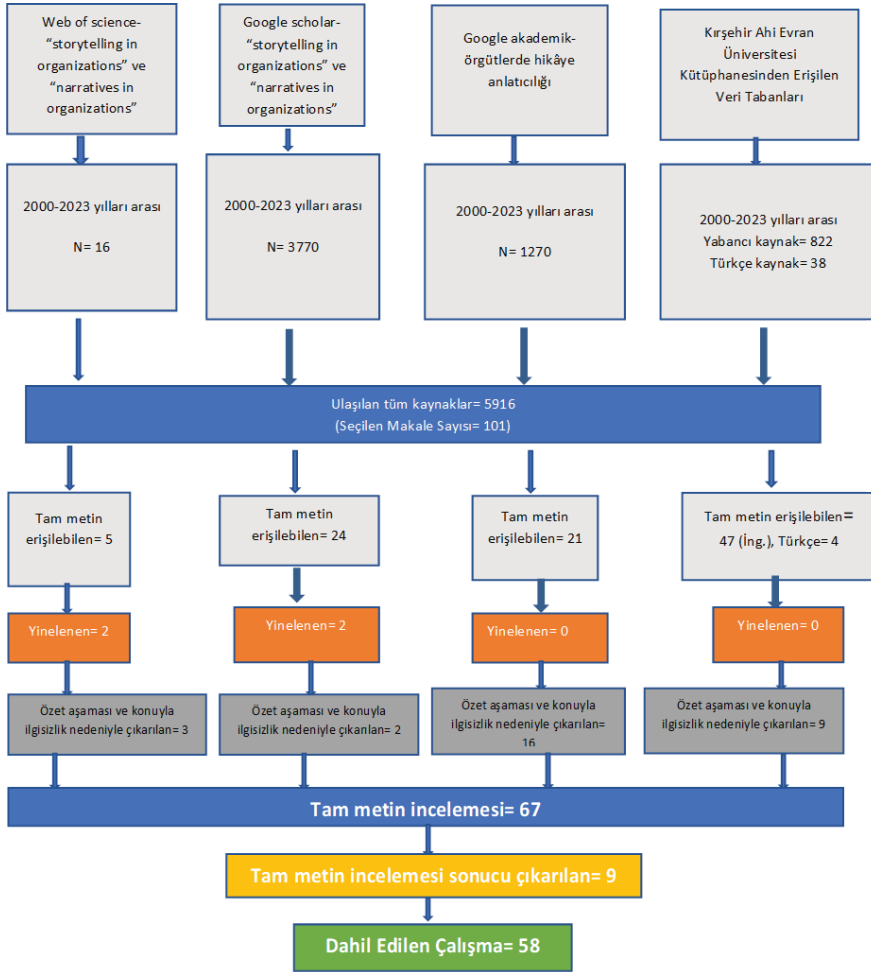 Web of science-
“storytelling in
organizations” ve
“narratives in
organizations”
Google scholar-
“storytelling in
organizations” ve
“narratives in
organizations”
Google akademik-
örgütlerde hikâye
anlatıcılığı
Kırşehir Ahi Evran
Üniversitesi
Kütüphanesinden Erişilen
Veri Tabanları
2000-2023 yılları arası
N= 16
2000-2023 yılları arası
N= 3770
2000-2023 yılları arası
N= 1270
2000-2023 yılları arası
Yabancı kaynak= 822
Türkçe kaynak= 38
Ulaşılan tüm kaynaklar= 5916
(Seçilen Makale Sayısı= 101)
Tam metin
erişilebilen= 5
Tam metin
erişilebilen= 24
Tam metin
erişilebilen= 21
Tam metin erişilebilen=
47 (İng.), Türkçe= 4
Yinelenen= 2
Yinelenen= 2
Yinelenen= 0
Yinelenen= 0
Özet aşaması ve konuyla
ilgisizlik nedeniyle çıkarılan= 3
Özet aşaması ve konuyla
ilgisizlik nedeniyle çıkarılan= 2
Özet aşaması ve konuyla
ilgisizlik nedeniyle çıkarılan=
16
Özet aşaması ve konuyla
ilgisizlik nedeniyle çıkarılan= 9
Tam metin incelemesi= 67
Tam metin incelemesi sonucu çıkarılan= 9
Dahil Edilen Çalışma= 58